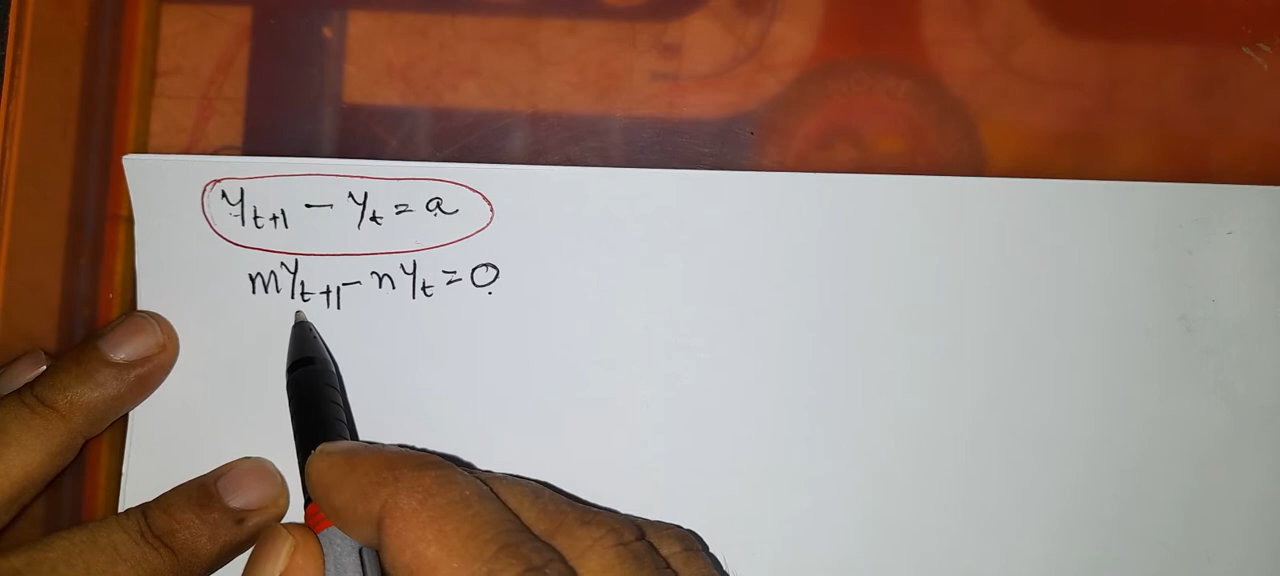 y_{t+1} - y_t = a
my_{t+1} - ny_t = 0